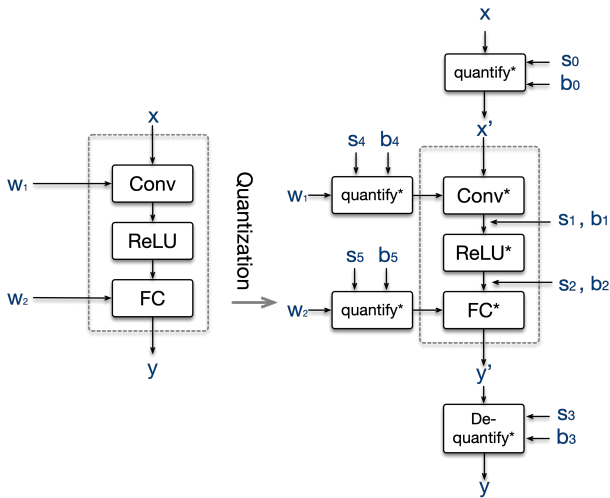 x
w1
Conv
ReLU
w2
FC
y
Quantization
x
quantify*
s0
b0
x'
s4 b4
w1
quantify*
Conv*
s1, b1
ReLU*
s5 b5
s2, b2
w2
quantify*
FC*
y'
De-
quantify*
s3
b3
y